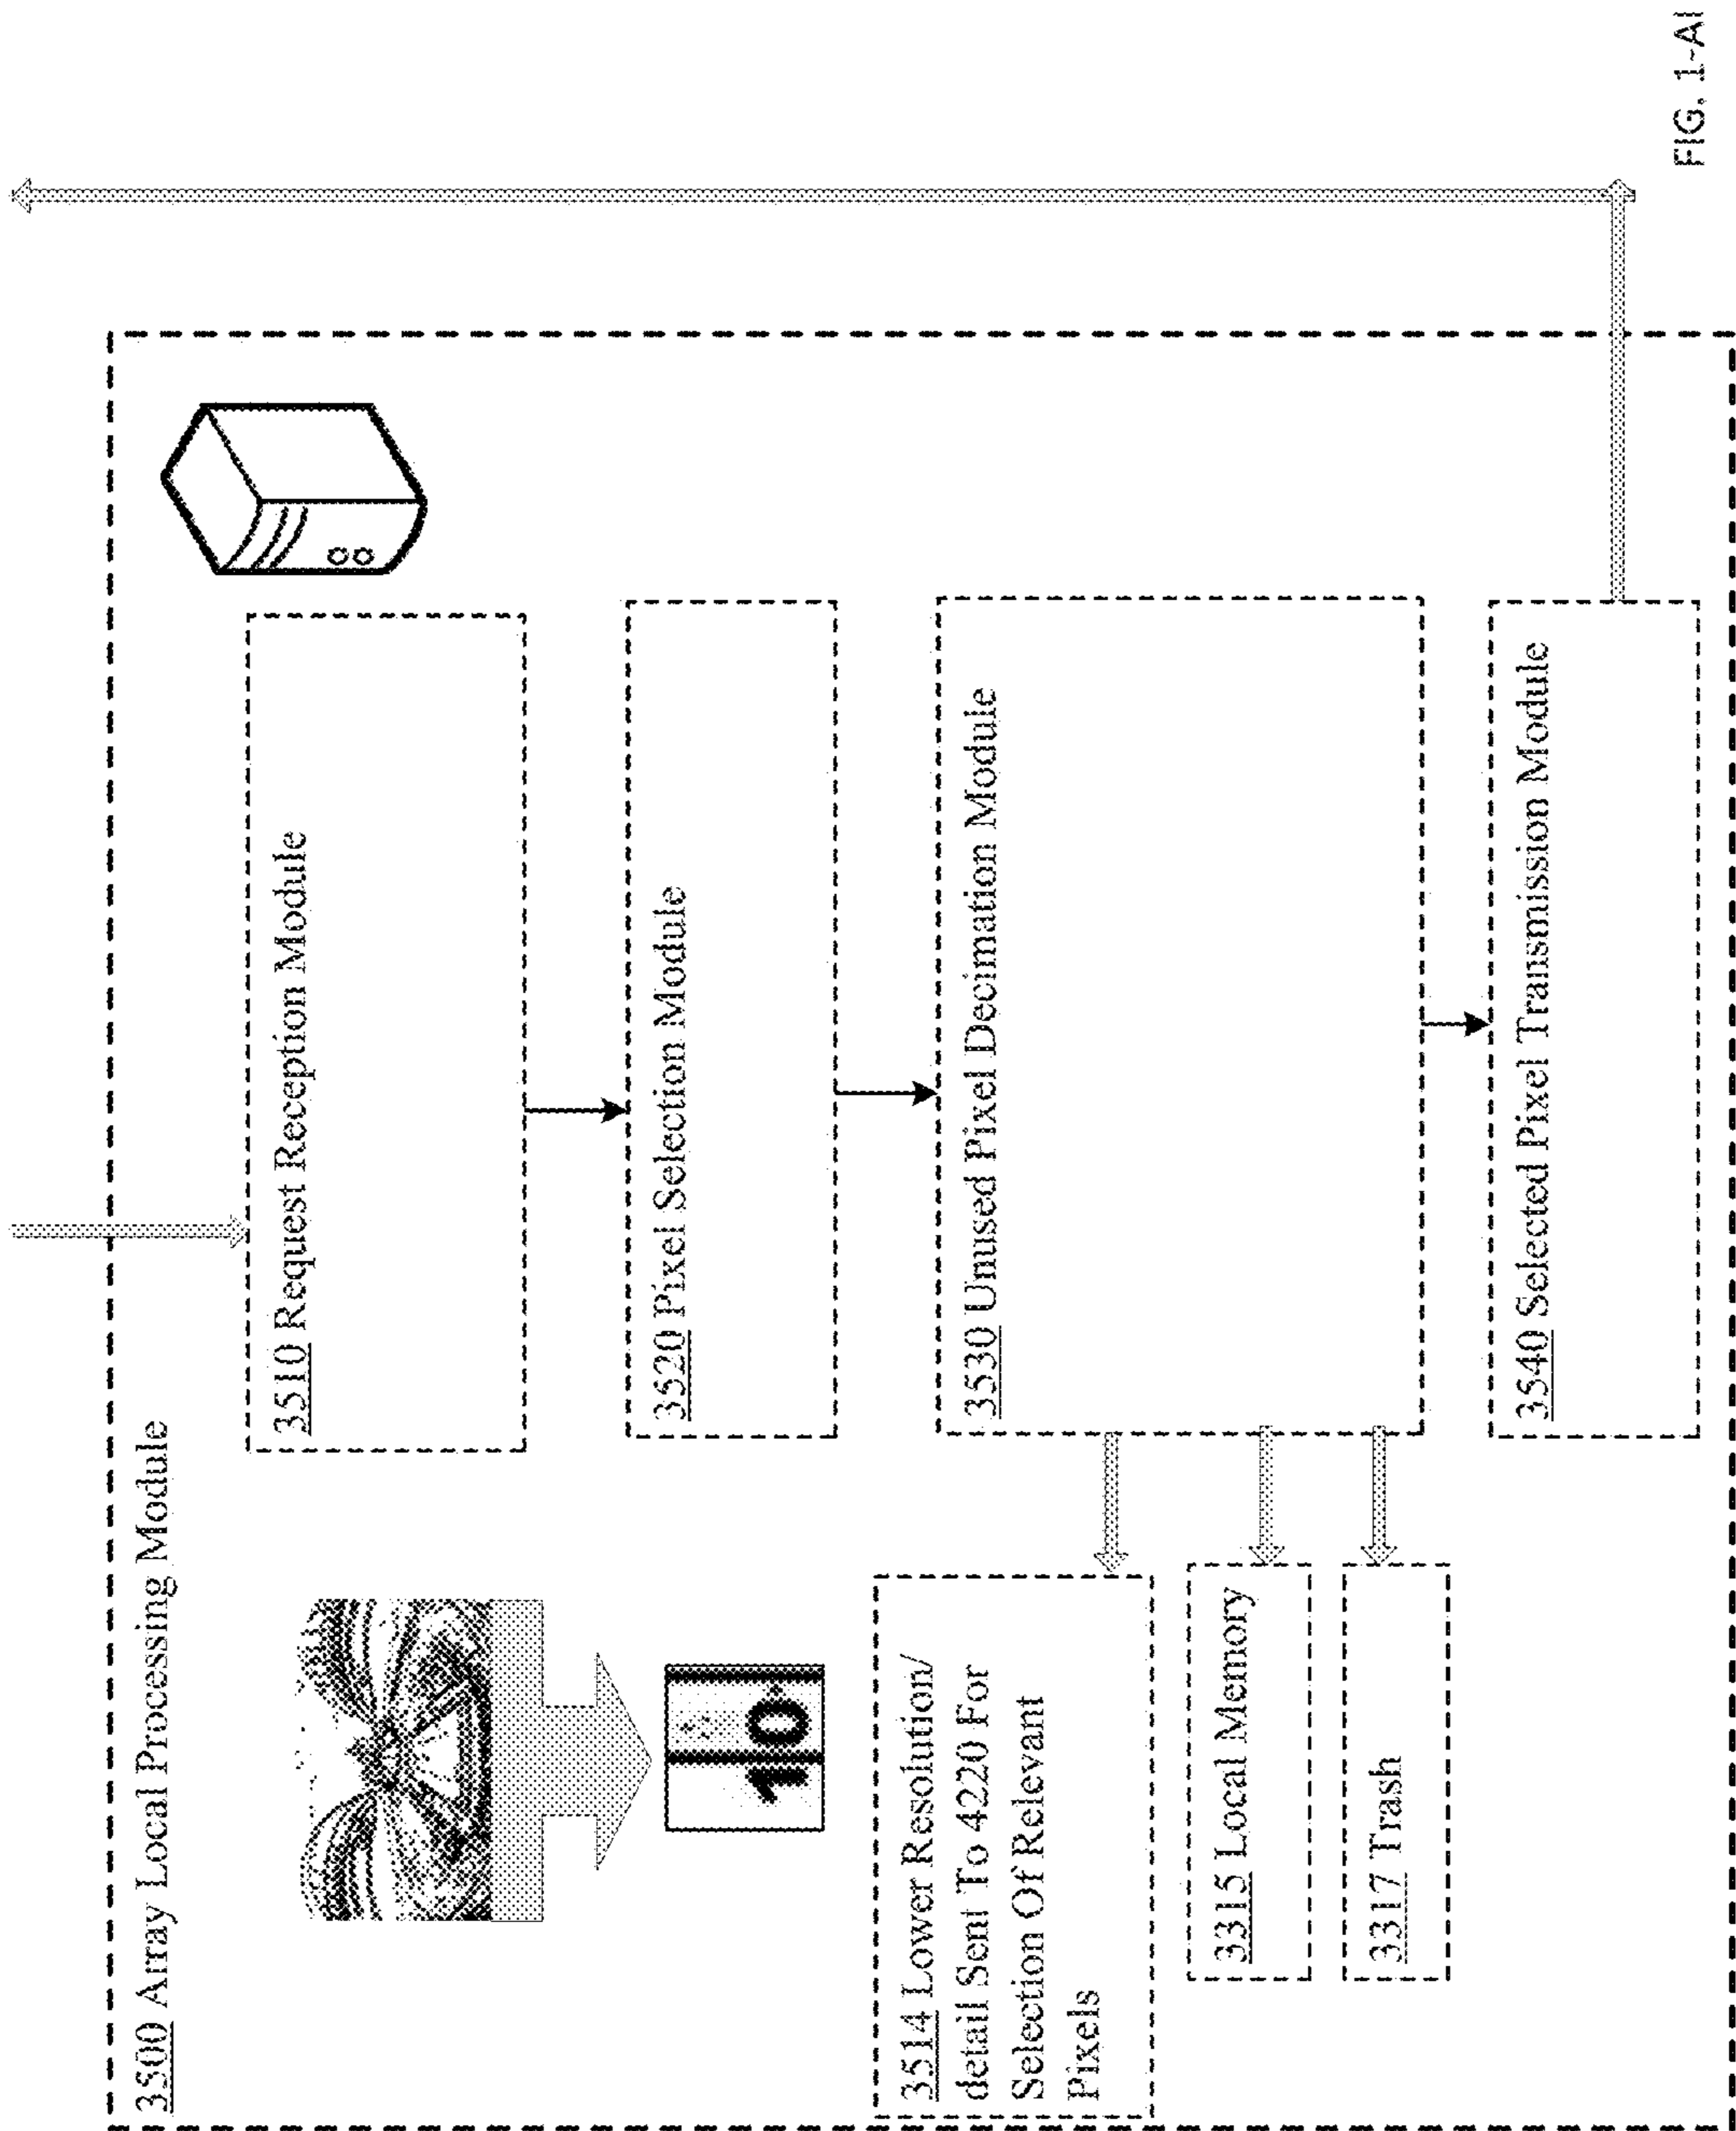 3500 Array Local Processing Module
3510 Request Reception Module
3520 Pixel Selection Module
3530 Unused Pixel Decimation Module
3540 Selected Pixel Transmission Module
10
3514 Lower Resolution/
detail Sent To 4220 For
Selection Of Relevant
Pixels
3315 Local Memory
3317 Trash
FIG. 1-AI